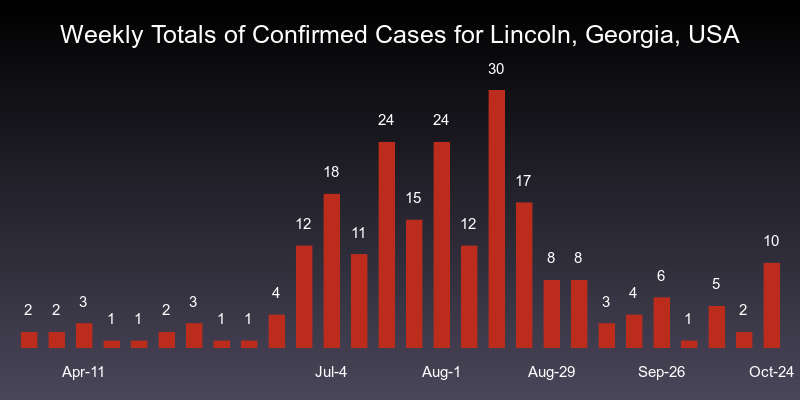 Weekly Totals of Confirmed Cases for Lincoln, Georgia, USA
2 2 3 1 1 2 3 1 1 4 12 18 11 24 15 24 12 30 17 8 8 3 4 6 1 5 2 10
Apr-11 Jul-4 Aug-1 Aug-29 Sep-26 Oct-24